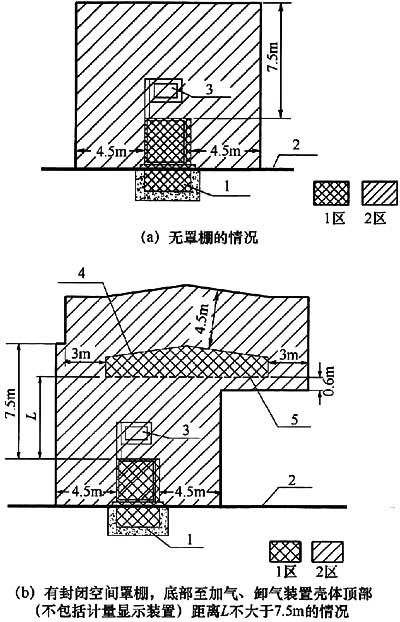 7.5m
3
4.5m
4.5m
2
1
1区 2区
(a) 无罩棚的情况
4
4.5m
3m
3m
0.6m
7.5m
L
5
3
4.5m
4.5m
2
1
1区 2区
(b) 有封闭空间罩棚，底部至加气、卸气装置壳体顶部
(不包括计量显示装置) 距离L不大于7.5m的情况